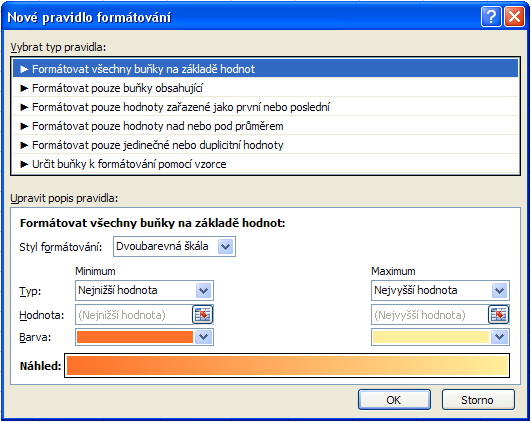 Nové pravidlo formátování
Vybrat typ pravidla:
► Formátovat všechny buňky na základě hodnot
► Formátovat pouze buňky obsahující
► Formátovat pouze hodnoty zařazené jako první nebo poslední
► Formátovat pouze hodnoty nad nebo pod průměrem
► Formátovat pouze jedinečné nebo duplicitní hodnoty
► Určit buňky k formátování pomocí vzorce
Upravit popis pravidla:
Formátovat všechny buňky na základě hodnot:
Styl formátování: Dvoubarevná škála
Minimum Maximum
Typ: Nejnižší hodnota Nejvyšší hodnota
Hodnota: (Nejnižší hodnota) (Nejvyšší hodnota)
Barva:
Náhled:
OK Storno